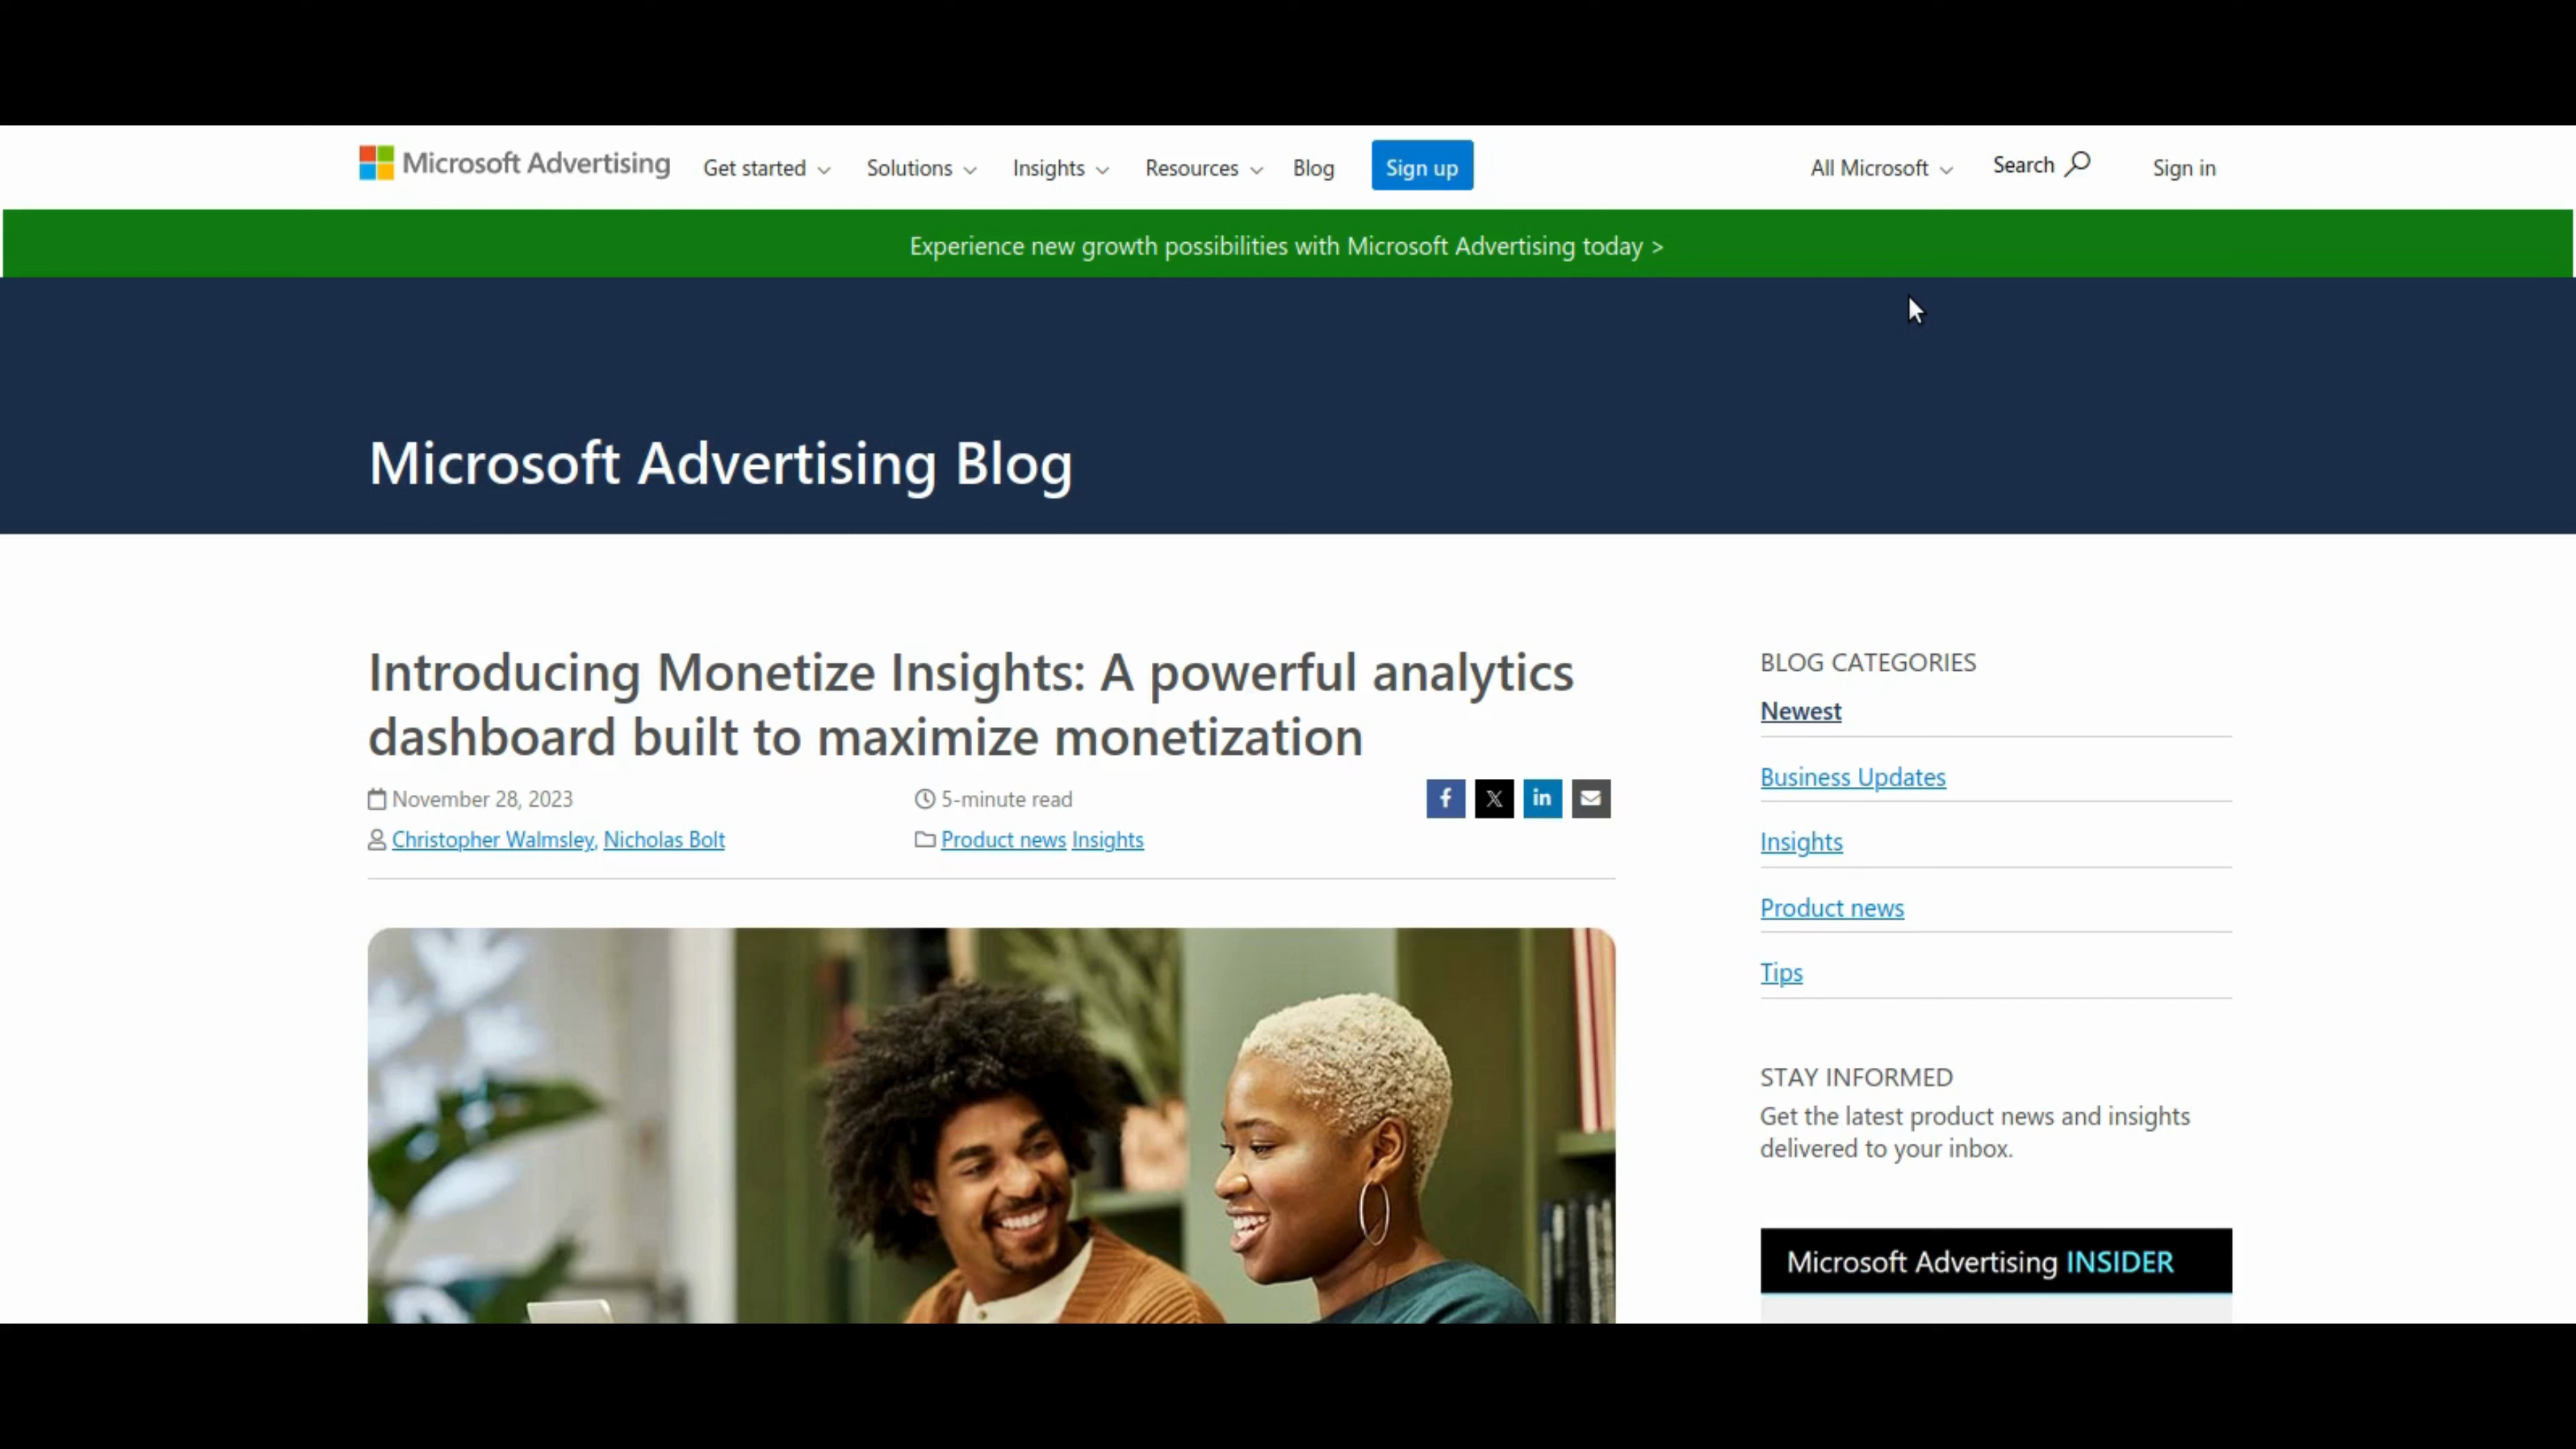 Microsoft Advertising Get started Solutions Insights Resources Blog Sign up All Microsoft Search Sign in
Experience new growth possibilities with Microsoft Advertising today >
Microsoft Advertising Blog
Introducing Monetize Insights: A powerful analytics
dashboard built to maximize monetization
November 28, 2023
5-minute read
f X in
Christopher Walmsley, Nicholas Bolt
Product news Insights
BLOG CATEGORIES
Newest
Business Updates
Insights
Product news
Tips
STAY INFORMED
Get the latest product news and insights
delivered to your inbox.
Microsoft Advertising INSIDER